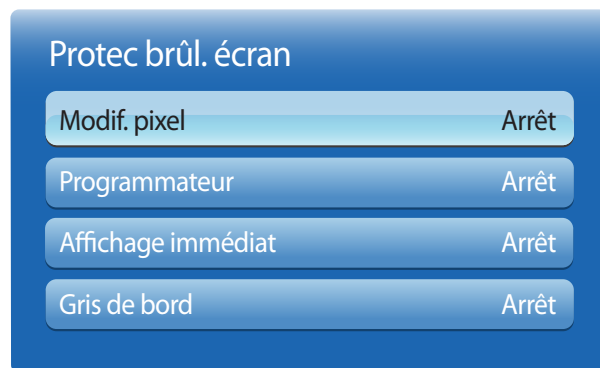 Protec brûl. écran
Modif. pixel Arrêt
Programmateur Arrêt
Affichage immédiat Arrêt
Gris de bord Arrêt